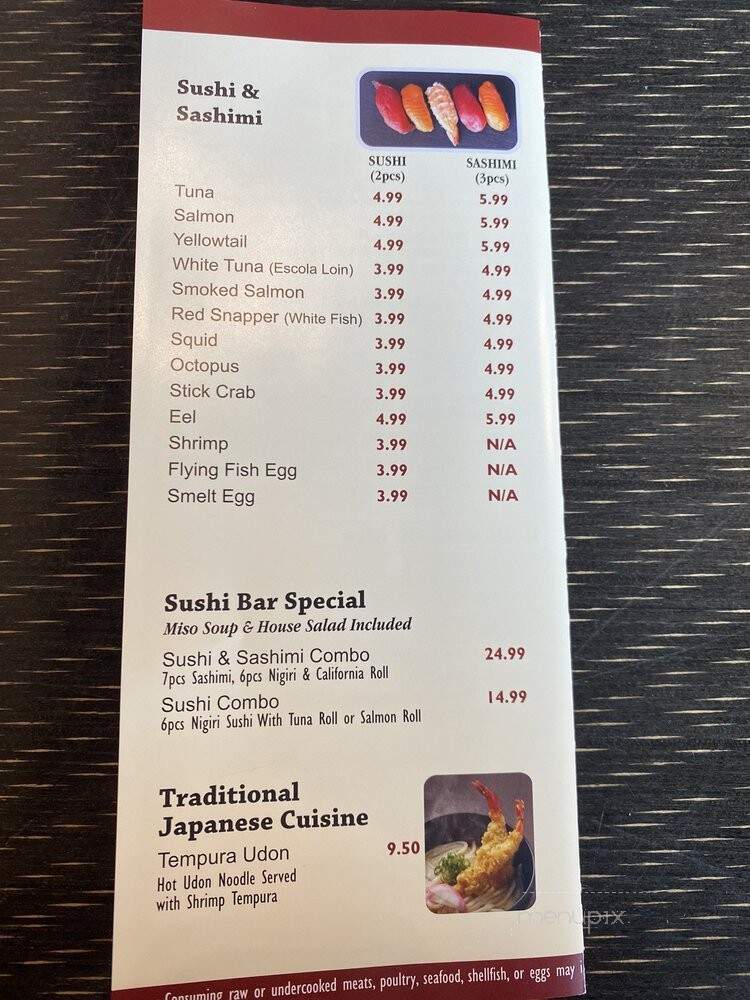 Sushi &
Sashimi
SUSHI SASHIMI
(2pcs) (3pcs)
Tuna 4.99 5.99
Salmon 4.99 5.99
Yellowtail 4.99 5.99
White Tuna (Escola Loin) 3.99 4.99
Smoked Salmon 3.99 4.99
Red Snapper (White Fish) 3.99 4.99
Squid 3.99 4.99
Octopus 3.99 4.99
Stick Crab 3.99 4.99
Eel 4.99 5.99
Shrimp 3.99 N/A
Flying Fish Egg 3.99 N/A
Smelt Egg 3.99 N/A
Sushi Bar Special
Miso Soup & House Salad Included
Sushi & Sashimi Combo 24.99
7pcs Sashimi, 6pcs Nigiri & California Roll
Sushi Combo 14.99
6pcs Nigiri Sushi With Tuna Roll or Salmon Roll
Traditional
Japanese Cuisine
Tempura Udon 9.50
Hot Udon Noodle Served
with Shrimp Tempura
menupix
Consuming raw or undercooked meats, poultry, seafood, shellfish, or eggs may i